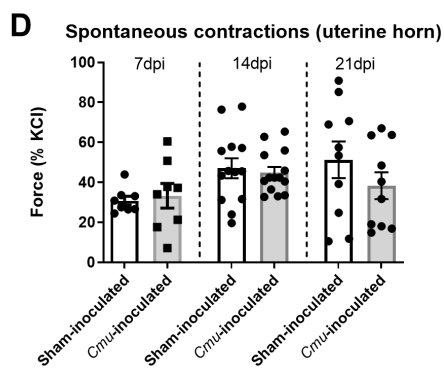 D
Spontaneous contractions (uterine horn)
7dpi 14dpi 21dpi
Force (% KCl)
100
80
60
40
20
0
Sham-inoculated
Cmu-inoculated
Sham-inoculated
Cmu-inoculated
Sham-inoculated
Cmu-inoculated